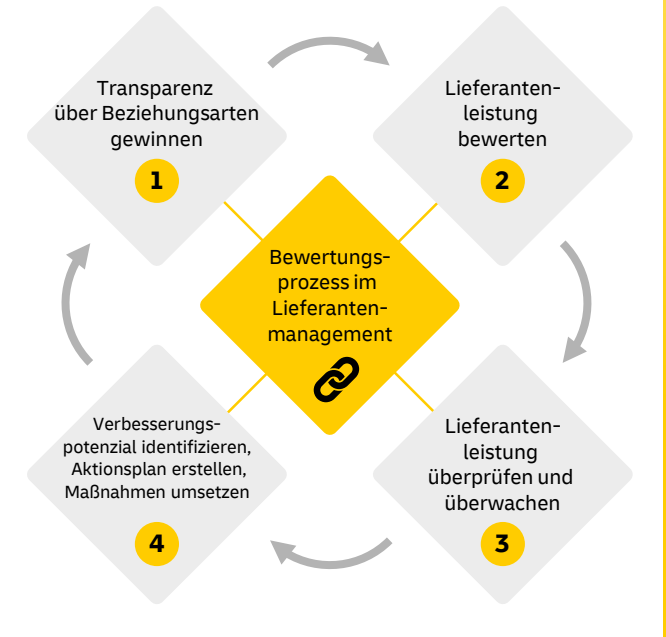 Transparenz
über Beziehungsarten
gewinnen
1
Lieferanten-
leistung
bewerten
2
Bewertungs-
prozess im
Lieferanten-
management
Lieferanten-
leistung
überprüfen und
überwachen
3
Verbesserungs-
potenzial identifizieren,
Aktionsplan erstellen,
Maßnahmen umsetzen
4